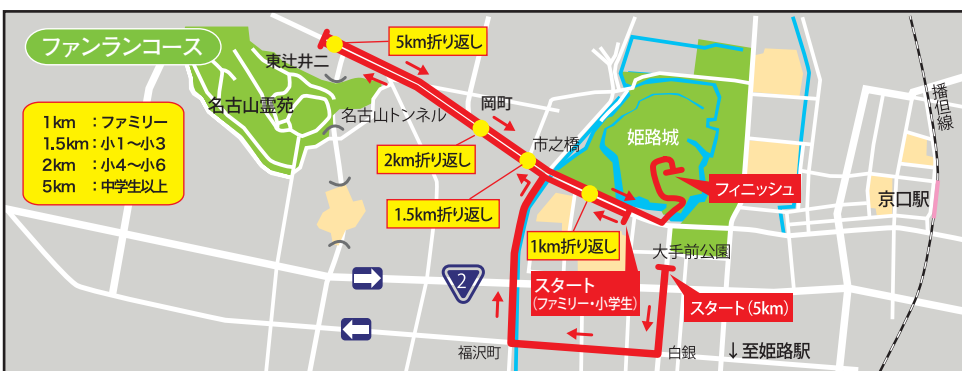 ファンランコース
1km ：ファミリー
1.5km：小1〜小3
2km ：小4〜小6
5km ：中学生以上
5km折り返し
東辻井二
名古山霊苑
名古山トンネル
岡町
2km折り返し
市之橋
1.5km折り返し
姫路城
フィニッシュ
播但線
京口駅
1km折り返し
大手前公園
スタート
(ファミリー・小学生)
スタート(5km)
2
福沢町
白銀
↓至姫路駅